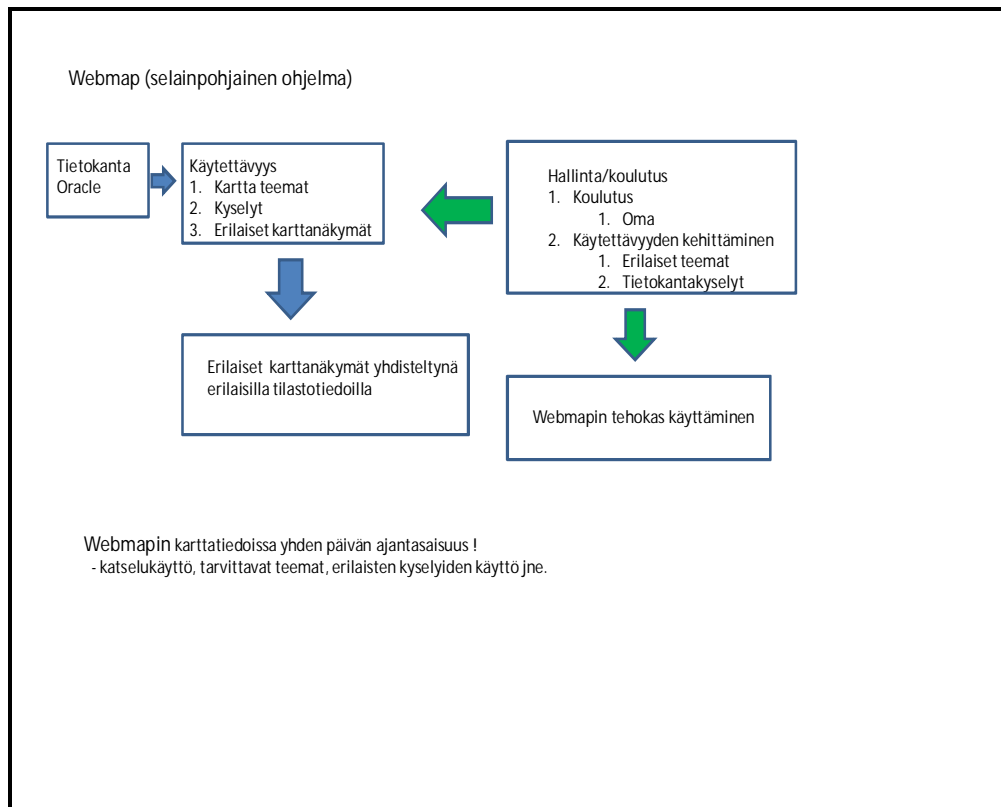 Webmap (selainpohjainen ohjelma)
Tietokanta
Oracle
Käytettävyys
1. Kartta teemat
2. Kyselyt
3. Erilaiset karttanäkymät
Hallinta/koulutus
1. Koulutus
1. Oma
2. Käytettävyyden kehittäminen
1. Erilaiset teemat
2. Tietokantakyselyt
Erilaiset karttanäkymät yhdisteltynä
erilaisilla tilastotiedoilla
Webmapin tehokas käyttäminen
Webmapin karttatiedoissa yhden päivän ajantasaisuus !
- katselukäyttö, tarvittavat teemat, erilaisten kyselyiden käyttö jne.